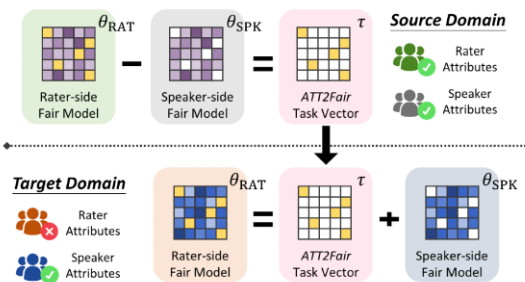 θRAT
θSPK
τ
Source Domain
Rater-side
Fair Model
Speaker-side
Fair Model
ATT2Fair
Task Vector
Rater
Attributes
Speaker
Attributes
Target Domain
Rater
Attributes
Speaker
Attributes
θRAT
τ
θSPK
Rater-side
Fair Model
ATT2Fair
Task Vector
Speaker-side
Fair Model